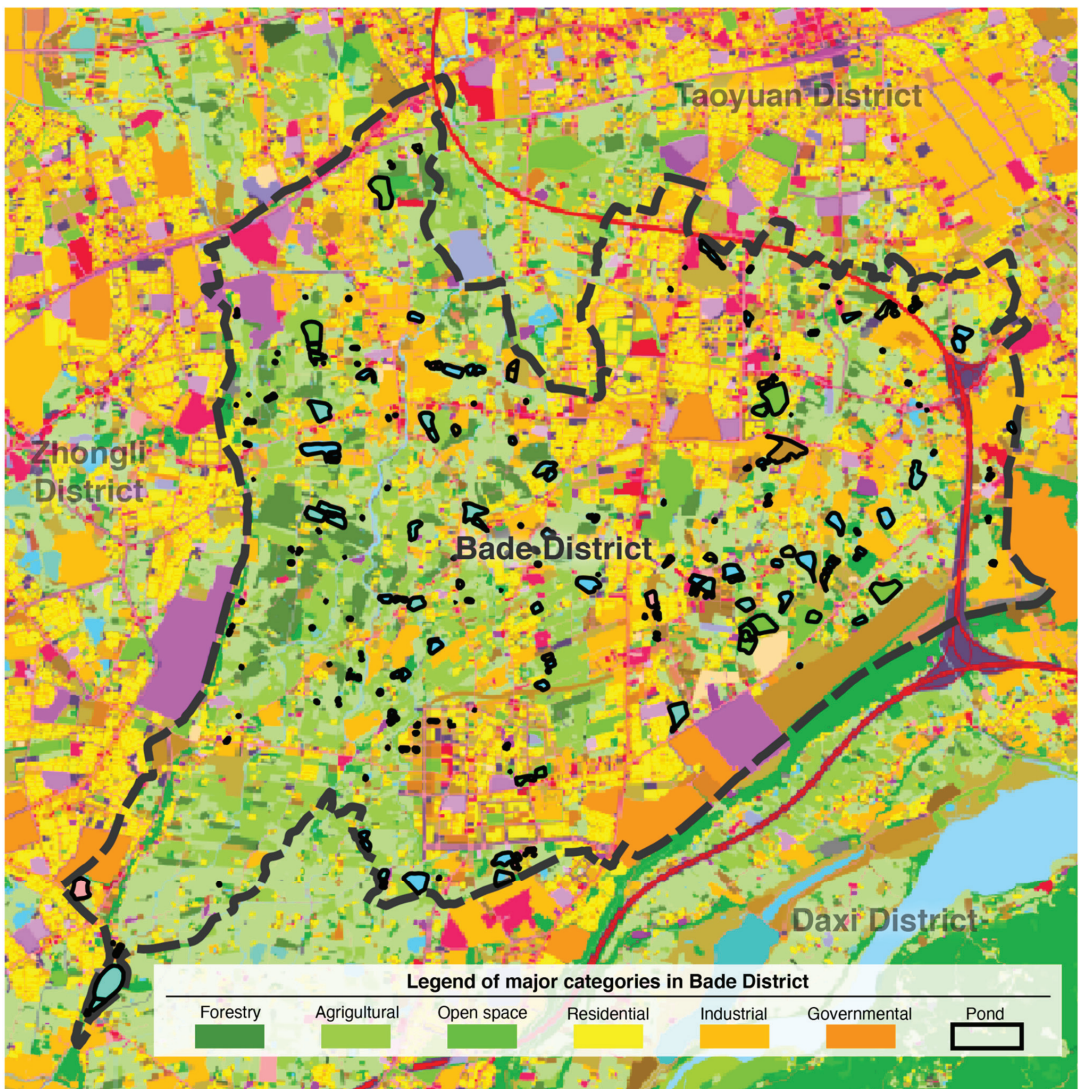 Taoyuan District
Zhongli
District
Bade District
Daxi District
Legend of major categories in Bade District
Forestry Agrigultural Open space Residential Industrial Governmental Pond